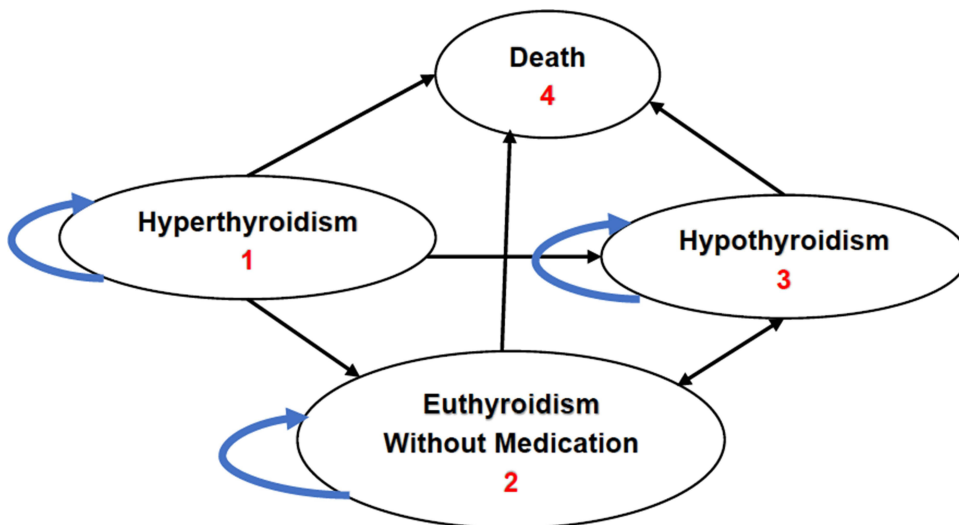 Death
4
Hyperthyroidism
1
Hypothyroidism
3
Euthyroidism
Without Medication
2